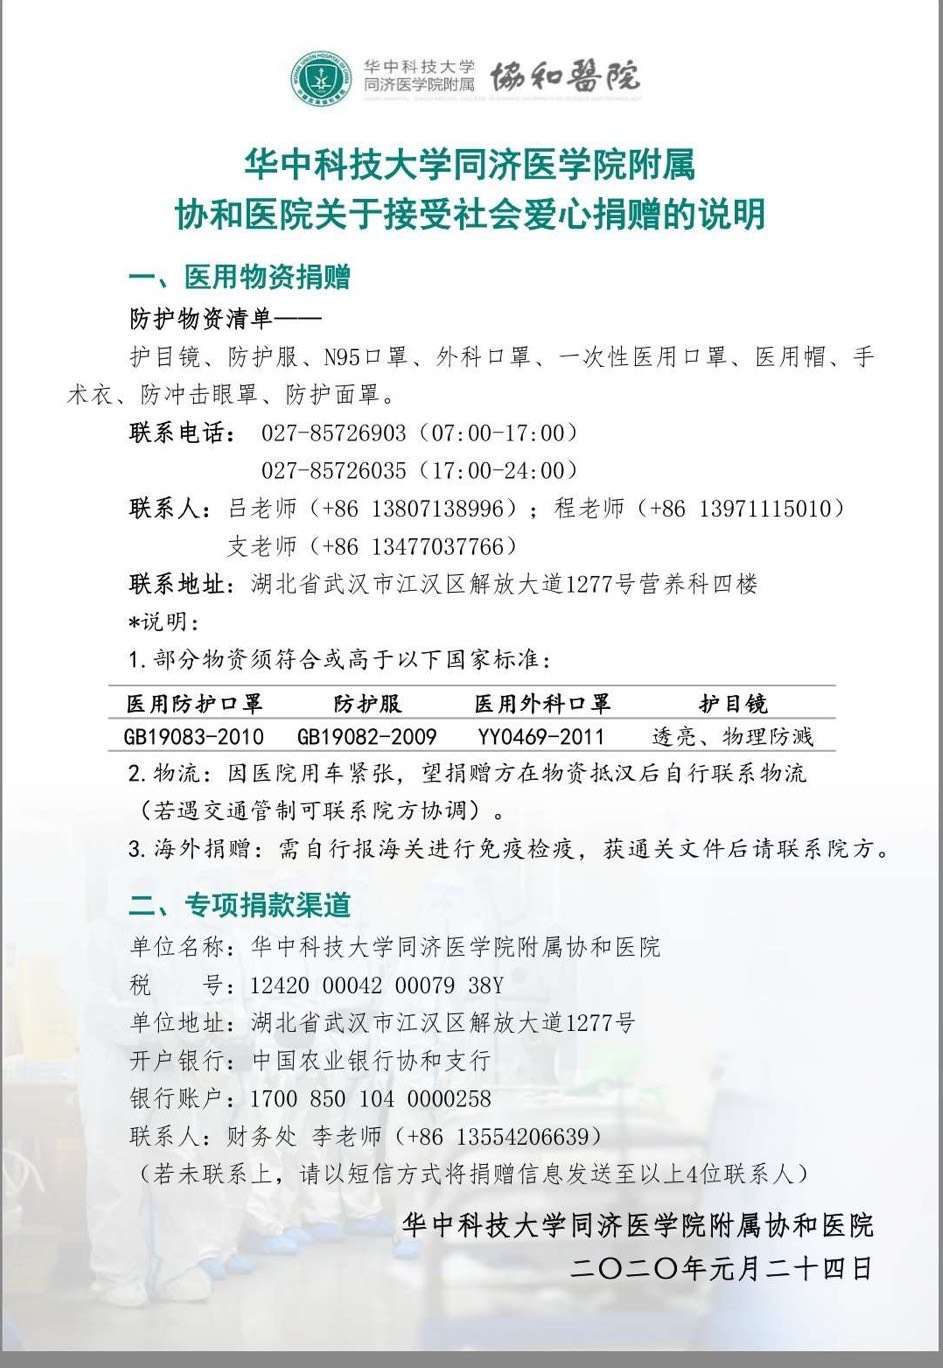 华中科技大学
同济医学院附属
協和醫院
华中科技大学同济医学院附属
协和医院关于接受社会爱心捐赠的说明
一、医用物资捐赠
防护物资清单——
护目镜、防护服、N95口罩、外科口罩、一次性医用口罩、医用帽、手
术衣、防冲击眼罩、防护面罩。
联系电话： 027-85726903（07:00-17:00）
027-85726035（17:00-24:00）
联系人：吕老师（+86 13807138996）；程老师（+86 13971115010）
支老师（+86 13477037766）
联系地址：湖北省武汉市江汉区解放大道1277号营养科四楼
*说明：
1.部分物资须符合或高于以下国家标准：
医用防护口罩 防护服 医用外科口罩 护目镜
GB19083-2010 GB19082-2009 YY0469-2011 透亮、物理防溅
2.物流：因医院用车紧张，望捐赠方在物资抵汉后自行联系物流
（若遇交通管制可联系院方协调）。
3.海外捐赠：需自行报海关进行免疫检疫，获通关文件后请联系院方。
二、专项捐款渠道
单位名称：华中科技大学同济医学院附属协和医院
税 号：12420 00042 00079 38Y
单位地址：湖北省武汉市江汉区解放大道1277号
开户银行：中国农业银行协和支行
银行账户：1700 850 104 0000258
联系人：财务处 李老师（+86 13554206639）
（若未联系上，请以短信方式将捐赠信息发送至以上4位联系人）
华中科技大学同济医学院附属协和医院
二〇二〇年元月二十四日